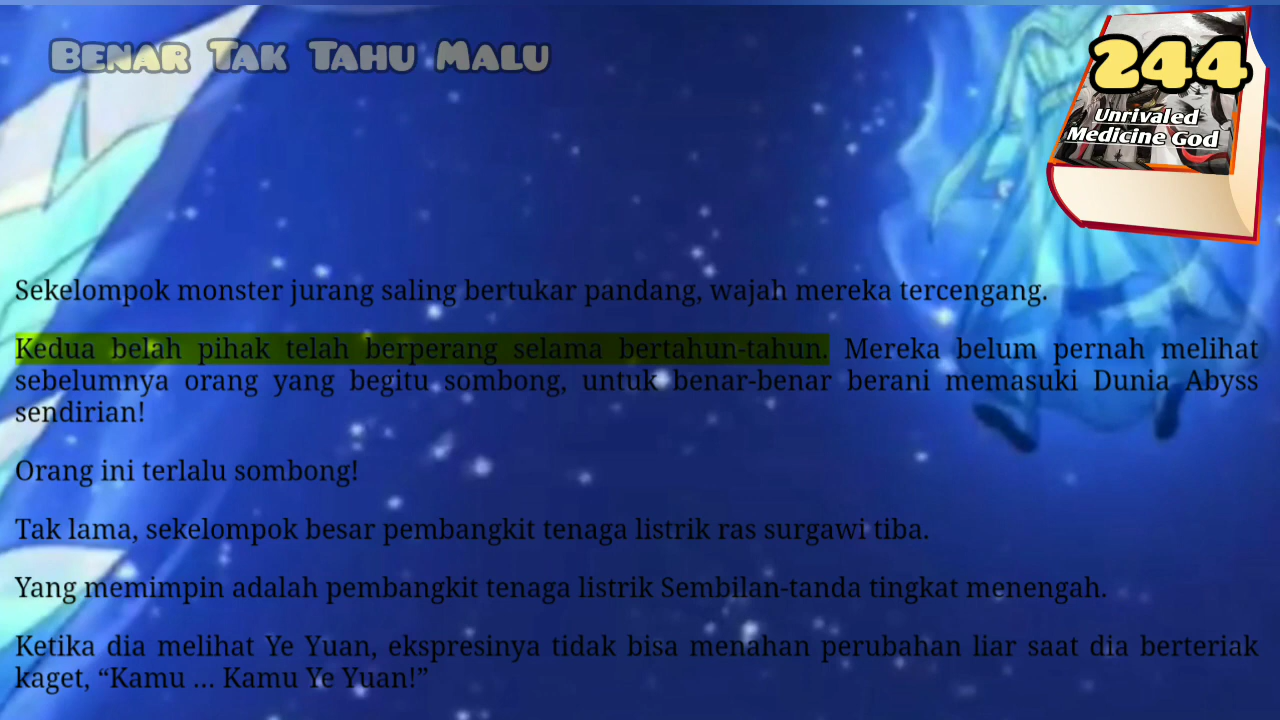 Benar Tak Tahu Malu
244
Unrivaled
Medicine God
Sekelompok monster jurang saling bertukar pandang, wajah mereka tercengang.
Kedua belah pihak telah berperang selama bertahun-tahun. Mereka belum pernah melihat
sebelumnya orang yang begitu sombong, untuk benar-benar berani memasuki Dunia Abyss
sendirian!
Orang ini terlalu sombong!
Tak lama, sekelompok besar pembangkit tenaga listrik ras surgawi tiba.
Yang memimpin adalah pembangkit tenaga listrik Sembilan-tanda tingkat menengah.
Ketika dia melihat Ye Yuan, ekspresinya tidak bisa menahan perubahan liar saat dia berteriak
kaget, “Kamu ... Kamu Ye Yuan!”